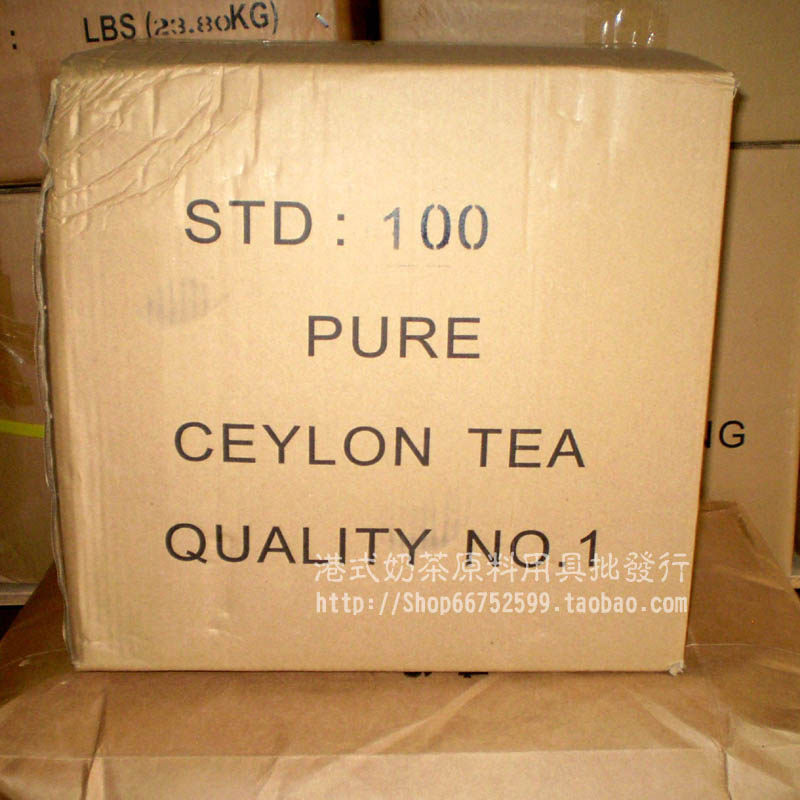 LBS (23.80KG)
:
STD : 100
PURE
CEYLON TEA
NG
QUALITY NO.1
港式奶茶原料用具批發行
http://Shop66752599.taobao.com/